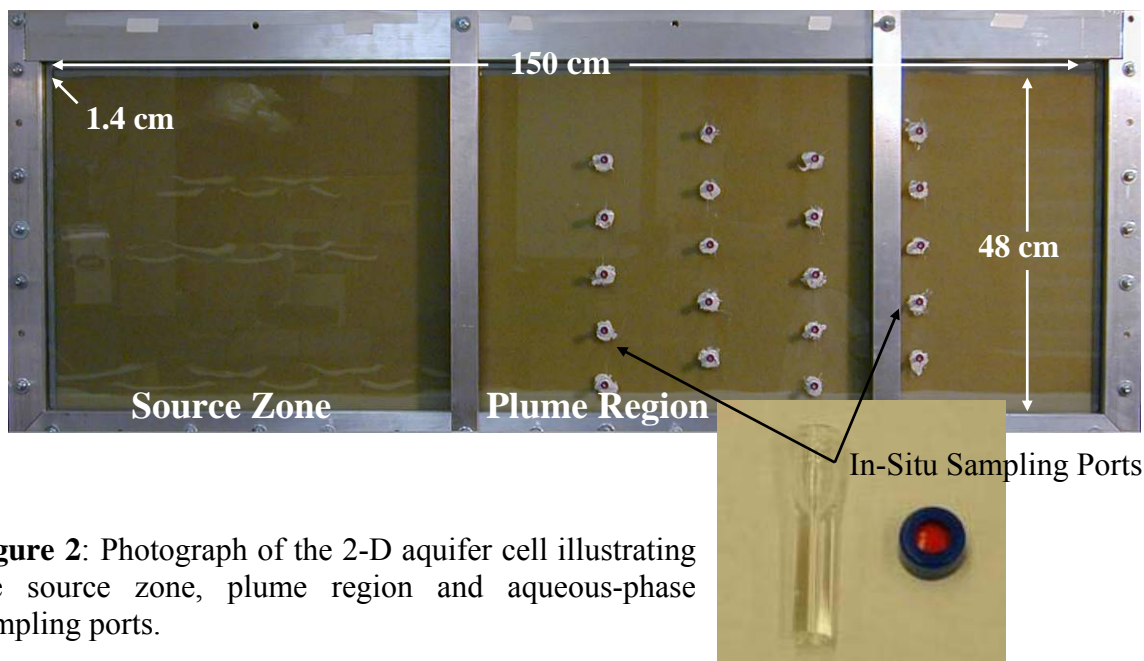 150 cm
1.4 cm
48 cm
Source Zone
Plume Region
In-Situ Sampling Ports
gure 2: Photograph of the 2-D aquifer cell illustrating
e source zone, plume region and aqueous-phase
mpling ports.